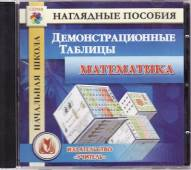 НАГЛЯДНЫЕ ПОСОБИЯ
НАЧАЛЬНАЯ ШКОЛА
ДЕМОНСТРАЦИОННЫЕ
ТАБЛИЦЫ
МАТЕМАТИКА
ИЗДАТЕЛЬСТВО
«УЧИТЕЛЬ»